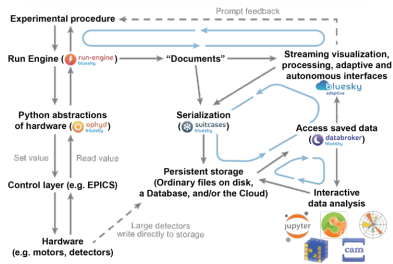 Experimental procedure
Prompt feedback
Run Engine (run-engine bluesky)
"Documents"
Streaming visualization,
processing, adaptive and
autonomous interfaces
bluesky
adaptive
Python abstractions
of hardware (ophyd bluesky)
Serialization
(suitcases bluesky)
Access saved data
(databroker bluesky)
Set value
Read value
Persistent storage
(Ordinary files on disk,
a Database, and/or the Cloud)
Control layer (e.g. EPICS)
Interactive
data analysis
Large detectors
write directly to storage
Hardware
(e.g. motors, detectors)
jupyter
cam